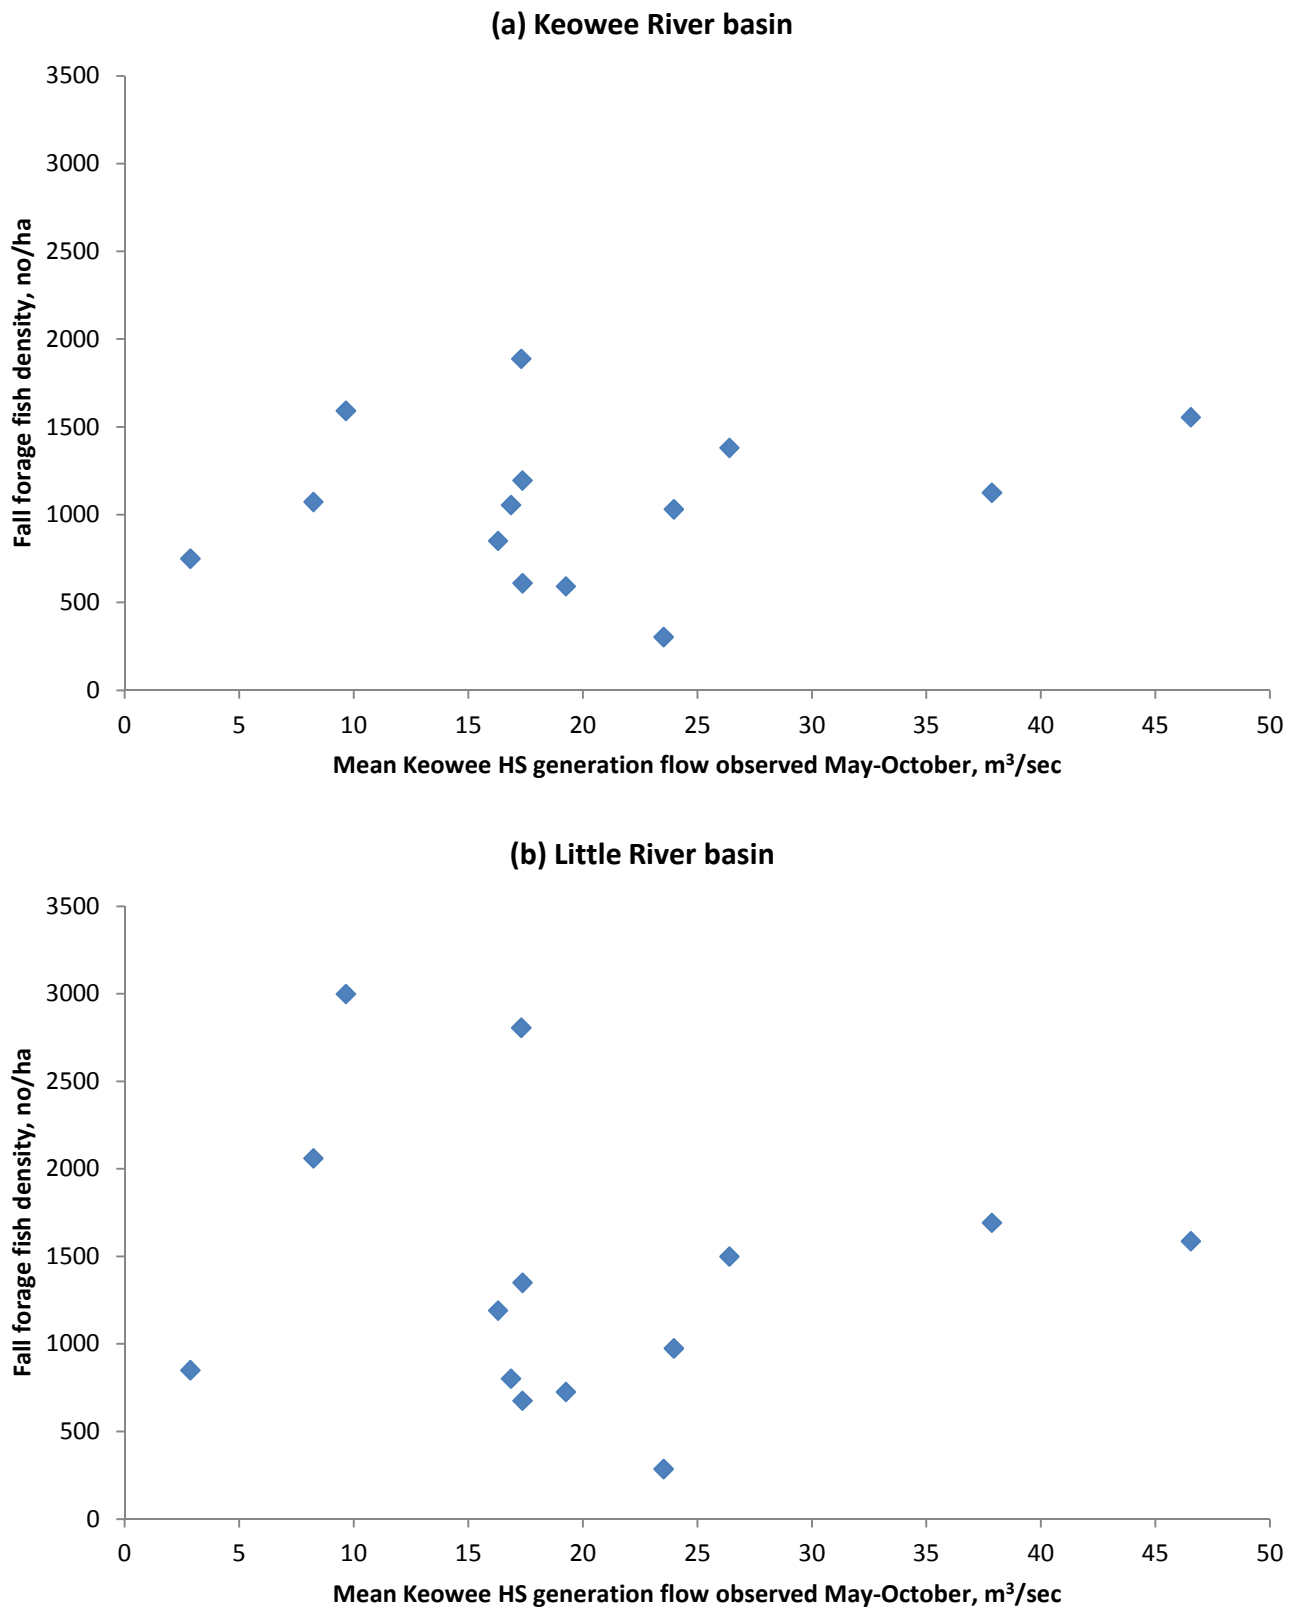 (a) Keowee River basin
3500
3000
2500
2000
1500
1000
500
0
Fall forage fish density, no/ha
0 5 10 15 20 25 30 35 40 45 50
Mean Keowee HS generation flow observed May-October, m³/sec
(b) Little River basin
3500
3000
2500
2000
1500
1000
500
0
Fall forage fish density, no/ha
0 5 10 15 20 25 30 35 40 45 50
Mean Keowee HS generation flow observed May-October, m³/sec